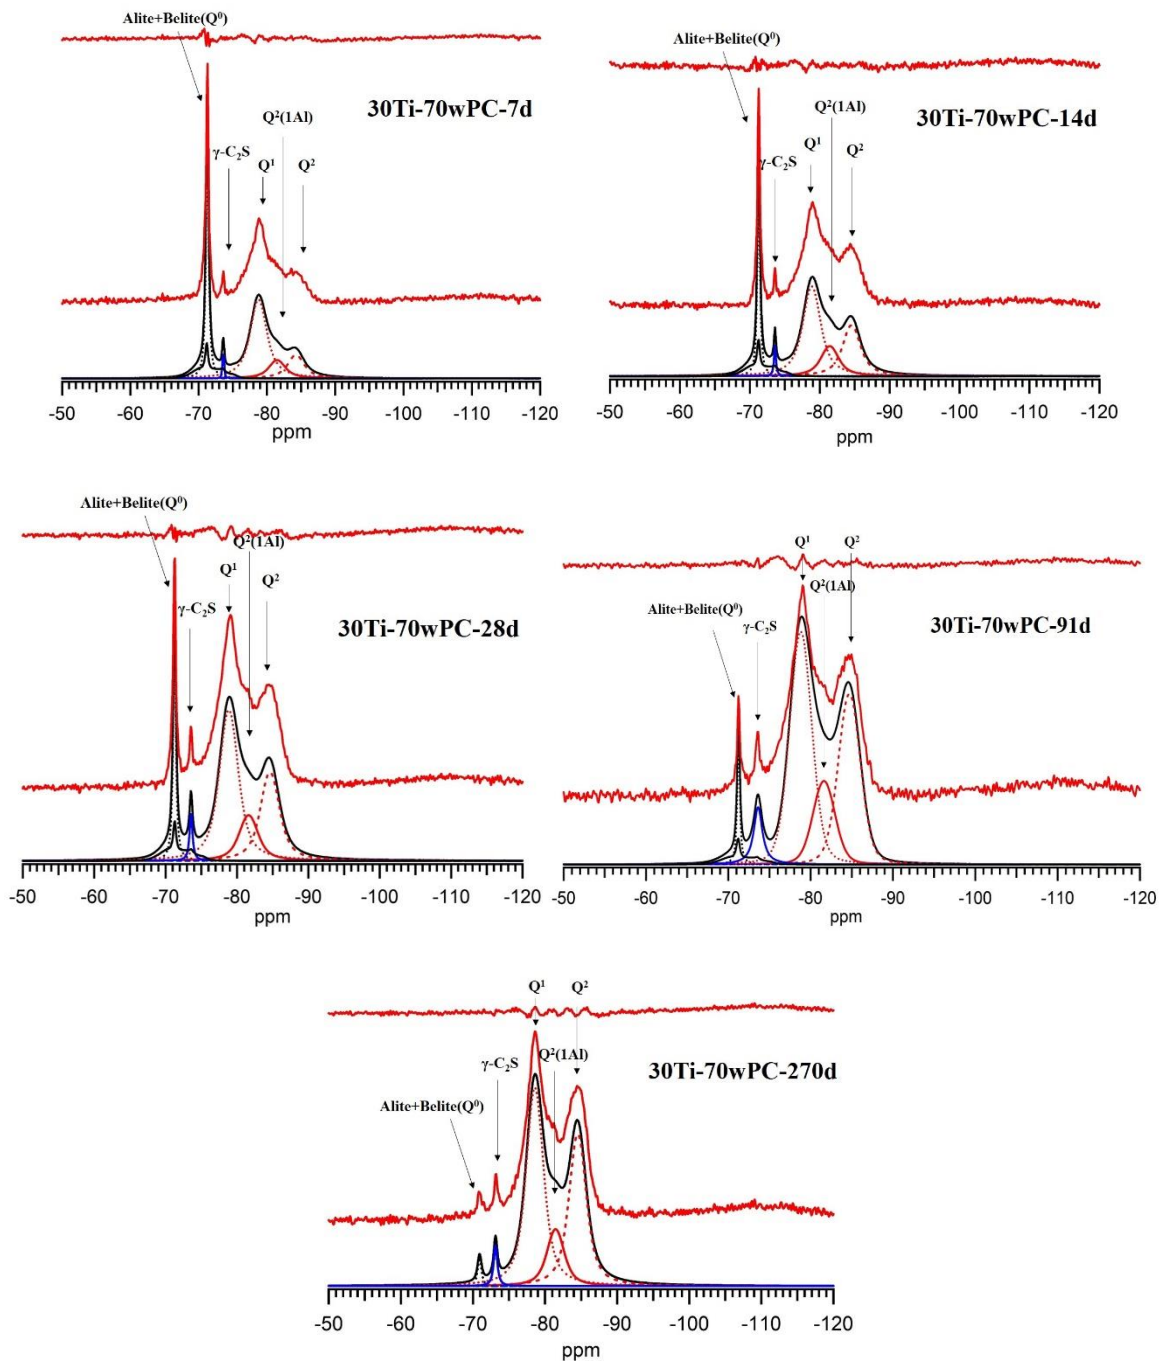 Alite+Belite(Q⁰)
30Ti-70wPC-7d
Q²(1Al)
γ-C₂S
Q¹
Q²
-50 -60 -70 -80 -90 -100 -110 -120
ppm
Alite+Belite(Q⁰)
30Ti-70wPC-14d
Q²(1Al)
γ-C₂S
Q¹
Q²
-50 -60 -70 -80 -90 -100 -110 -120
ppm
Alite+Belite(Q⁰)
Q²(1Al)
Q¹
Q²
γ-C₂S
30Ti-70wPC-28d
-50 -60 -70 -80 -90 -100 -110 -120
ppm
Q¹
Q²
Q²(1Al)
Alite+Belite(Q⁰)
γ-C₂S
30Ti-70wPC-91d
-50 -60 -70 -80 -90 -100 -110 -120
ppm
Q¹
Q²
Q²(1Al)
γ-C₂S
30Ti-70wPC-270d
Alite+Belite(Q⁰)
-50 -60 -70 -80 -90 -100 -110 -120
ppm